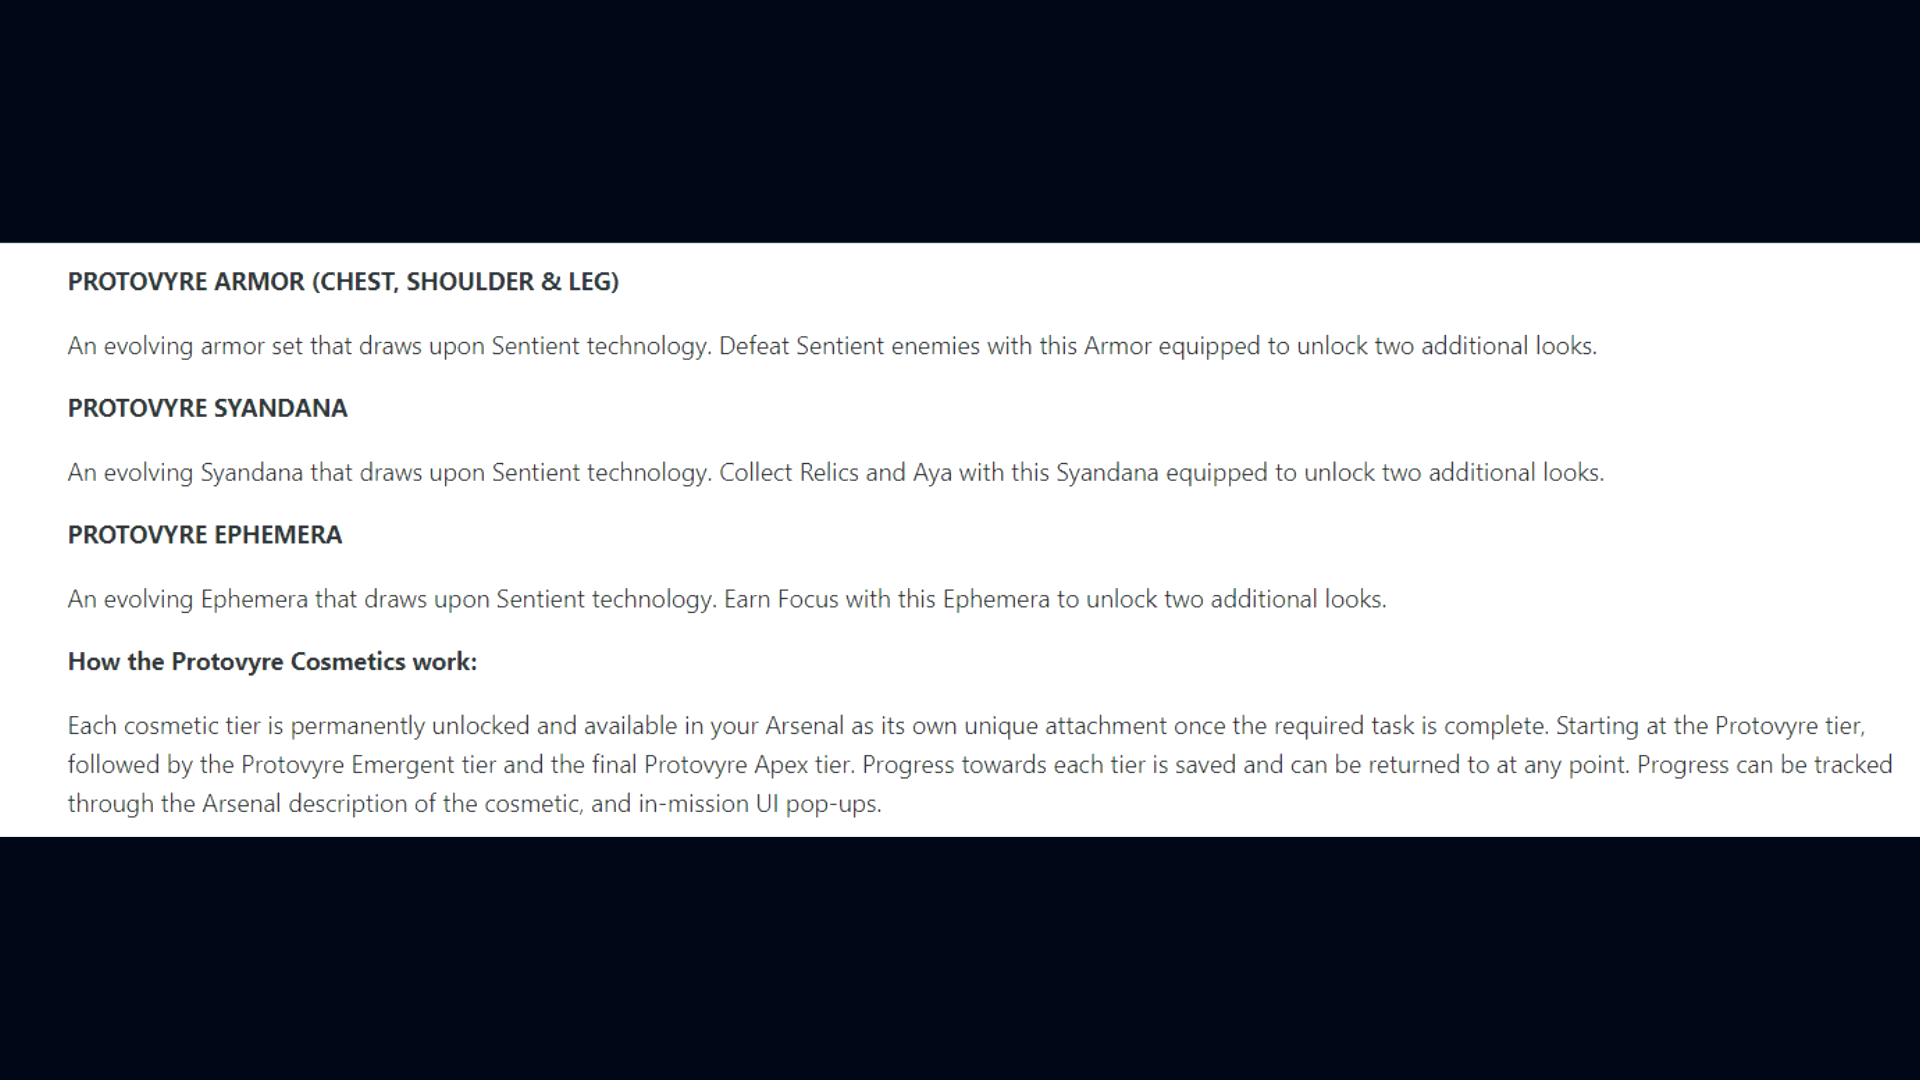 PROTOVYRE ARMOR (CHEST, SHOULDER & LEG)
An evolving armor set that draws upon Sentient technology. Defeat Sentient enemies with this Armor equipped to unlock two additional looks.
PROTOVYRE SYANDANA
An evolving Syandana that draws upon Sentient technology. Collect Relics and Aya with this Syandana equipped to unlock two additional looks.
PROTOVYRE EPHEMERA
An evolving Ephemera that draws upon Sentient technology. Earn Focus with this Ephemera to unlock two additional looks.
How the Protovyre Cosmetics work:
Each cosmetic tier is permanently unlocked and available in your Arsenal as its own unique attachment once the required task is complete. Starting at the Protovyre tier,
followed by the Protovyre Emergent tier and the final Protovyre Apex tier. Progress towards each tier is saved and can be returned to at any point. Progress can be tracked
through the Arsenal description of the cosmetic, and in-mission UI pop-ups.